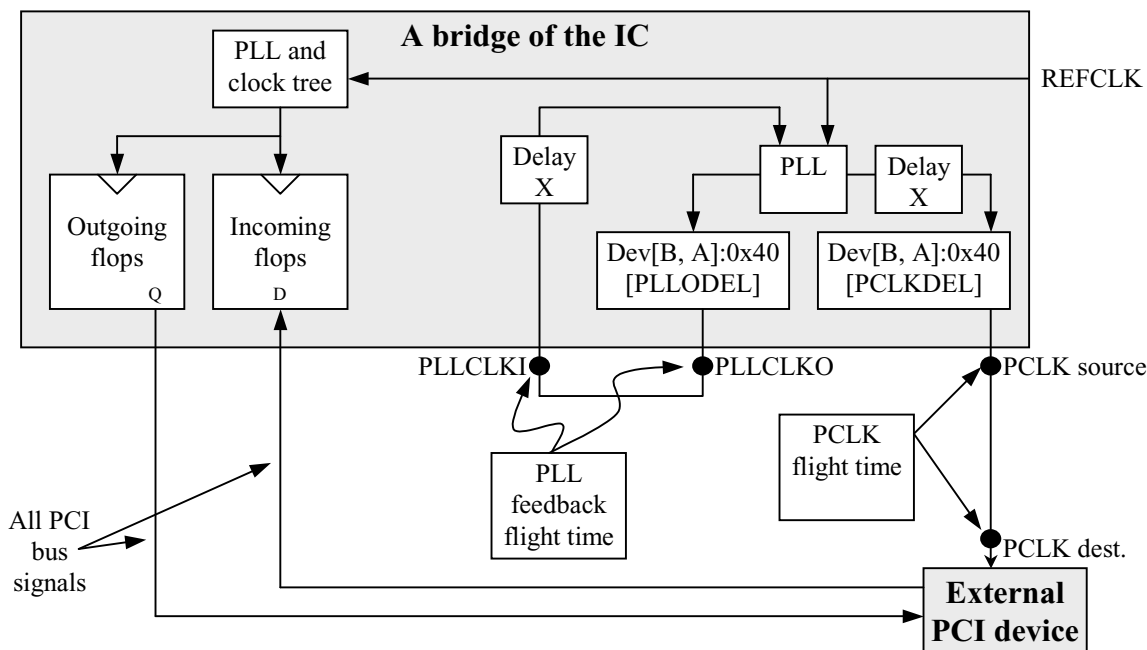 A bridge of the IC
PLL and
clock tree
REFCLK
Delay
X
PLL
Delay
X
Outgoing
flops
Q
Incoming
flops
D
Dev[B, A]:0x40
[PLLODEL]
Dev[B, A]:0x40
[PCLKDEL]
PLLCLKI
PLLCLKO
PCLK source
PCLK
flight time
PLL
feedback
flight time
All PCI
bus
signals
PCLK dest.
External
PCI device